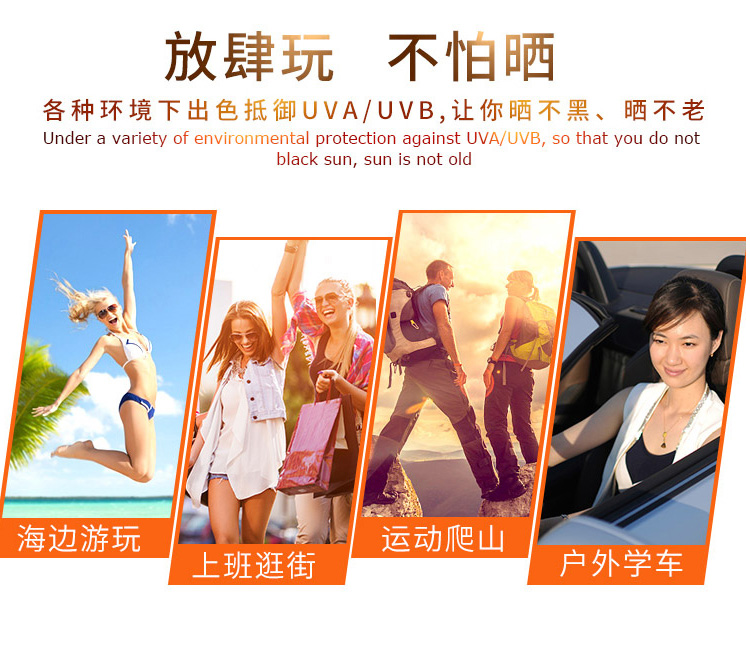 放肆玩 不怕晒
各种环境下出色抵御UVA/UVB,让你晒不黑、晒不老
Under a variety of environmental protection against UVA/UVB, so that you do not
black sun, sun is not old
海边游玩
上班逛街
运动爬山
户外学车